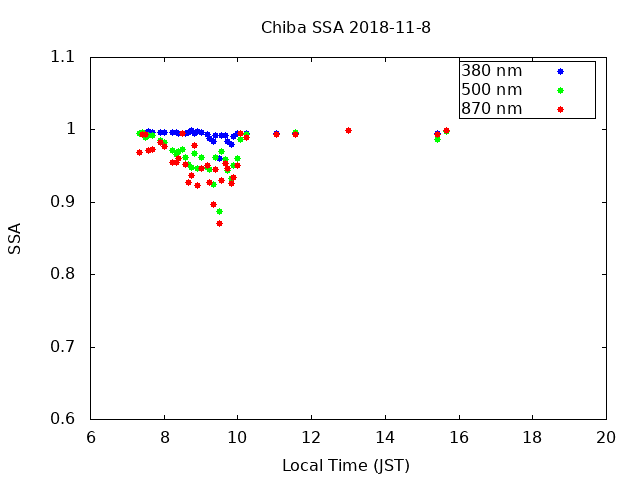 Chiba SSA 2018-11-8
1.1
1
0.9
0.8
0.7
0.6
SSA
380 nm
500 nm
870 nm
6 8 10 12 14 16 18 20
Local Time (JST)